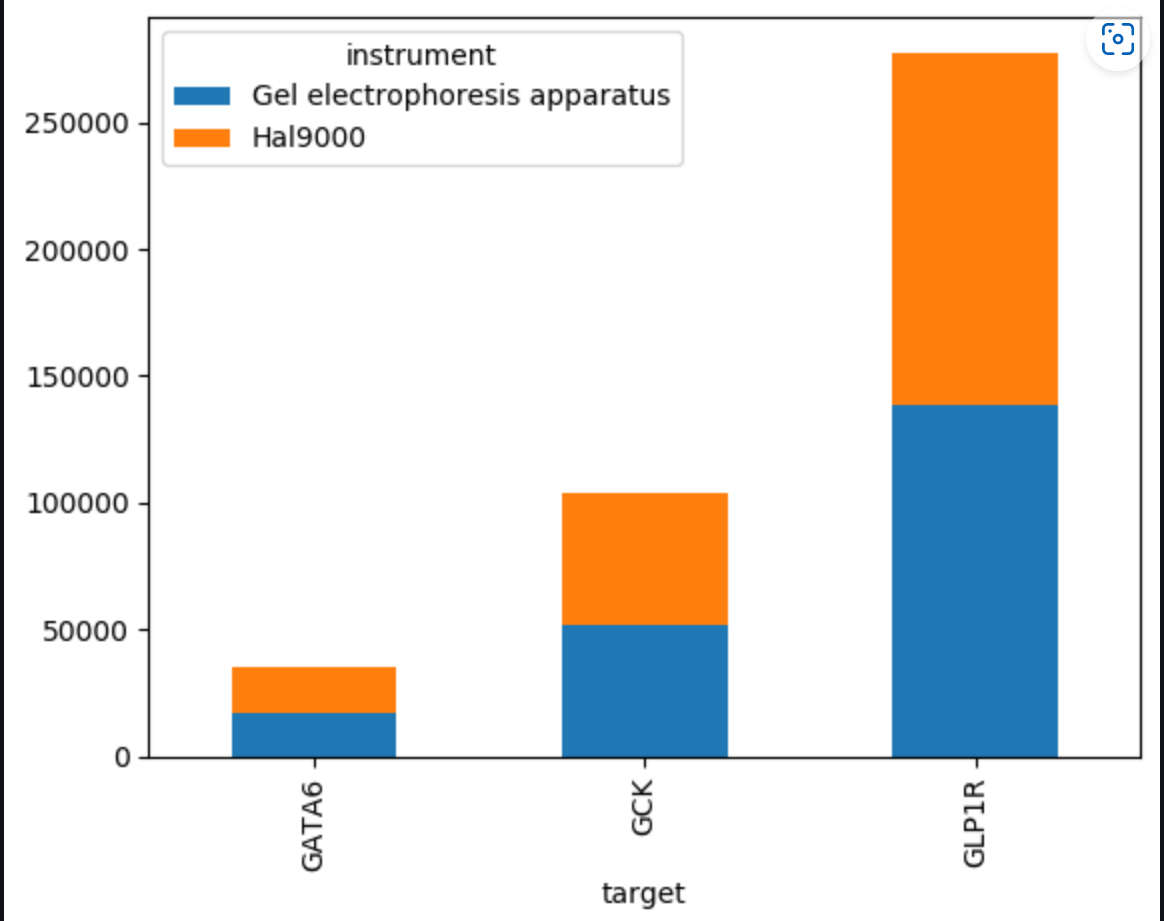 instrument
Gel electrophoresis apparatus
Hal9000
250000
200000
150000
100000
50000
0
GATA6
GCK
GLP1R
target